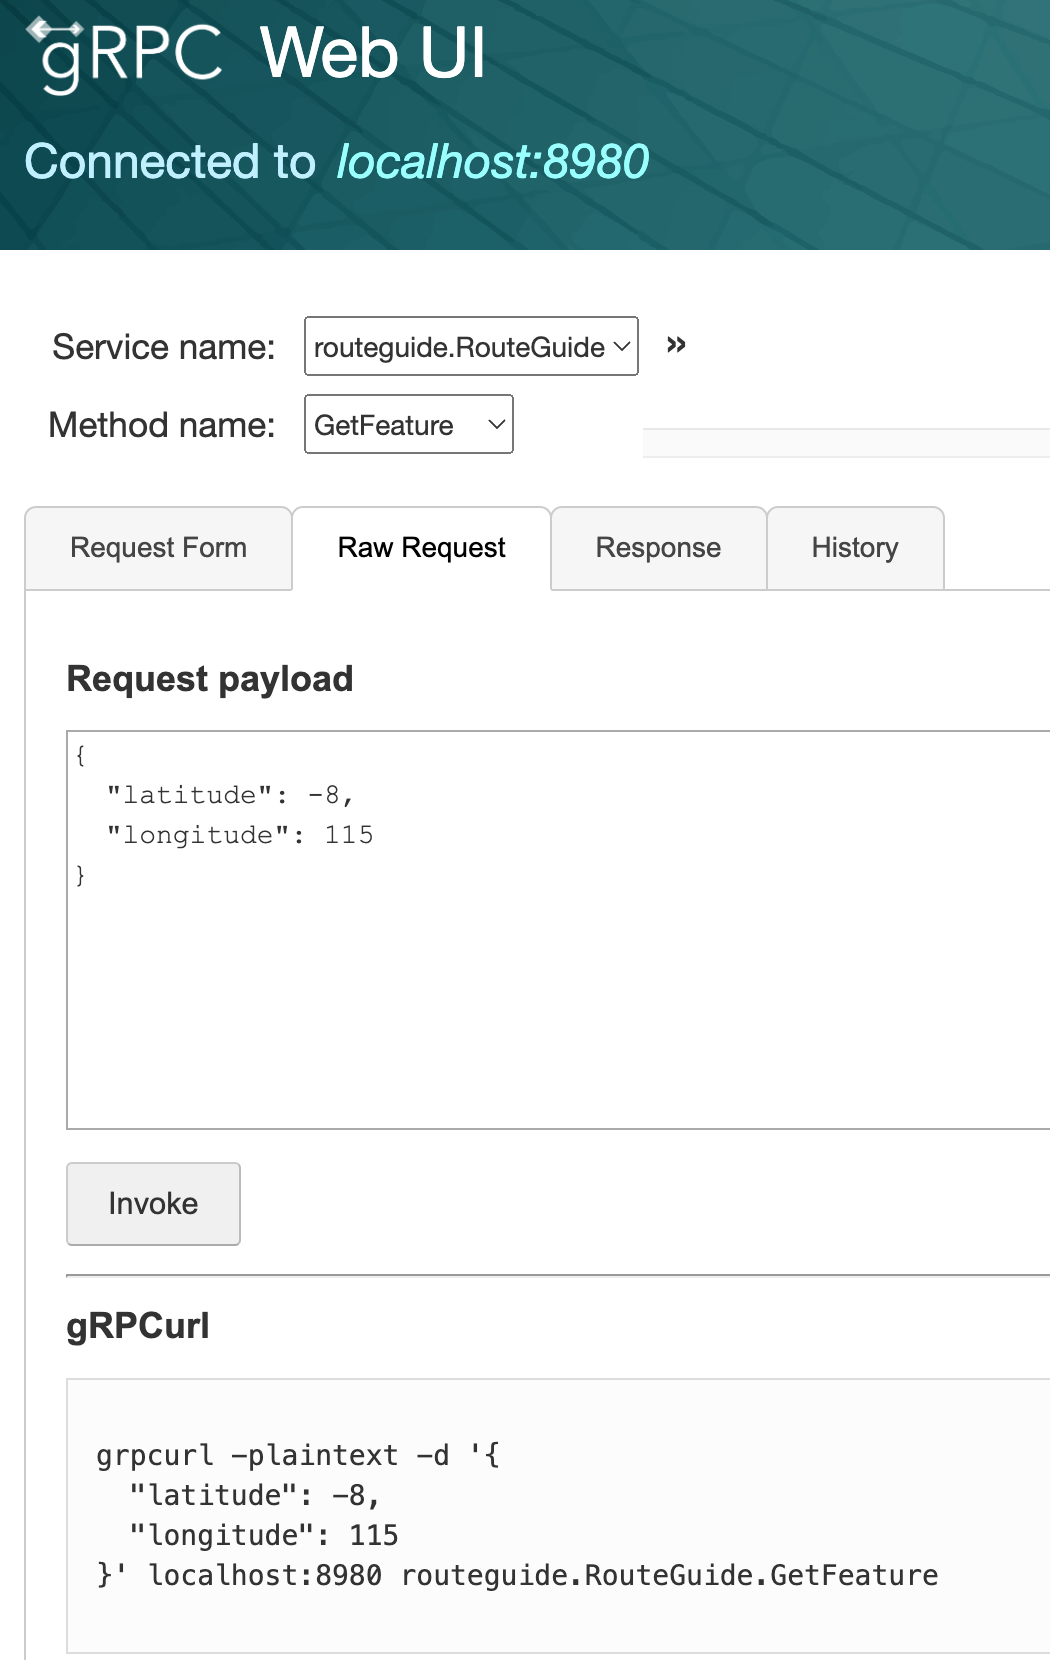 gRPC Web UI
Connected to localhost:8980
Service name: routeguide.RouteGuide »
Method name: GetFeature
Request Form Raw Request Response History
Request payload
{
  "latitude": -8,
  "longitude": 115
}
Invoke
gRPCurl
grpcurl -plaintext -d '{
  "latitude": -8,
  "longitude": 115
}' localhost:8980 routeguide.RouteGuide.GetFeature